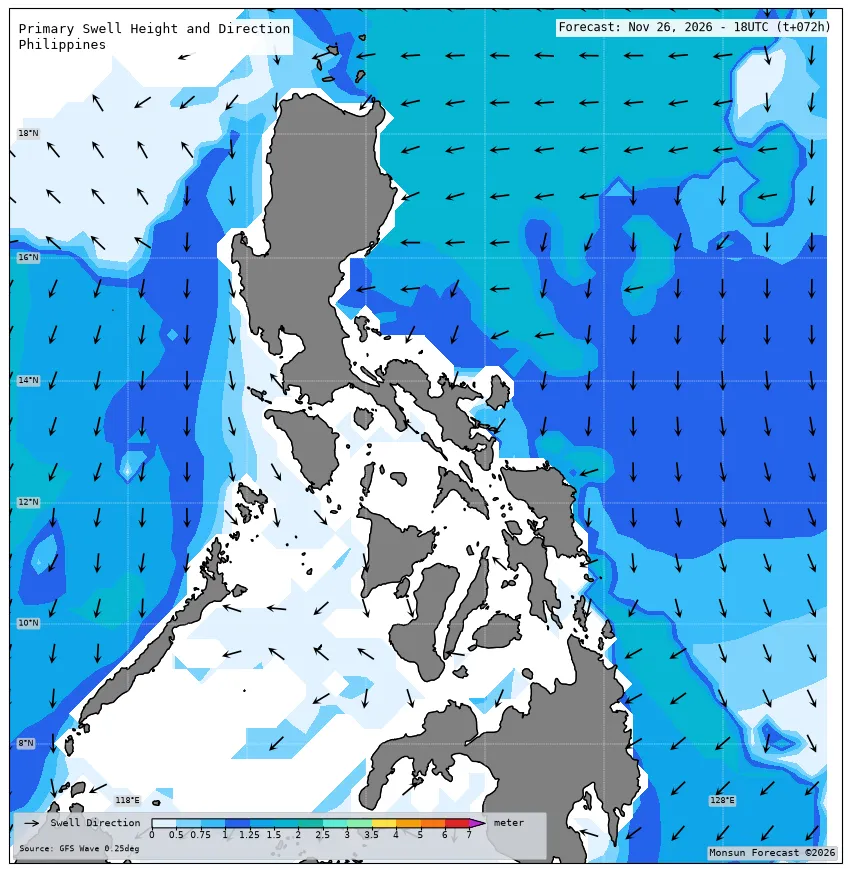 Primary Swell Height and Direction
Philippines
Forecast: Nov 26, 2026 - 18UTC (t+072h)
18°N
16°N
14°N
12°N
10°N
8°N
118°E
128°E
Swell Direction
0 0.5 0.75 1 1.25 1.5 2 2.5 3 3.5 4 5 6 7
meter
Source: GFS Wave 0.25deg
Monsun Forecast ©2026